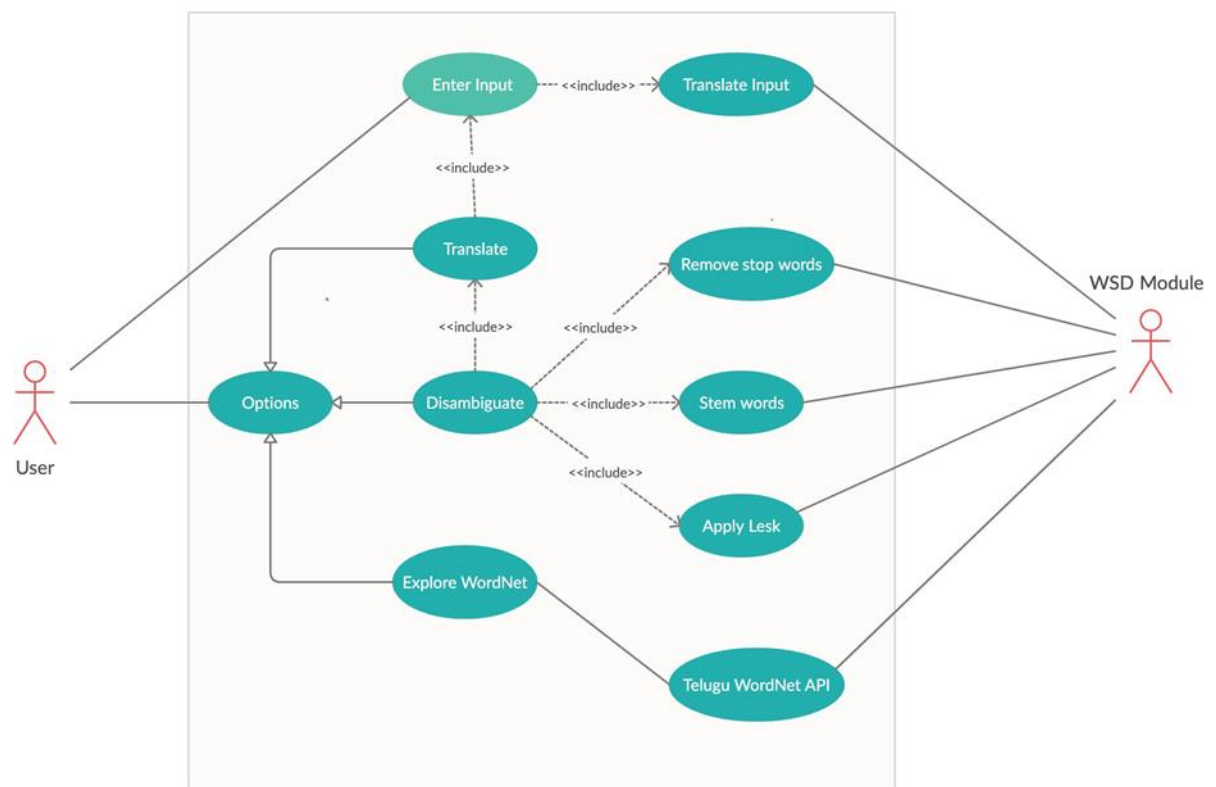 Enter Input
<<include>>
Translate Input
<<include>>
Translate
Remove stop words
WSD Module
<<include>>
<<include>>
Options
Disambiguate
<<include>>
Stem words
User
<<include>>
Apply Lesk
Explore WordNet
Telugu WordNet API